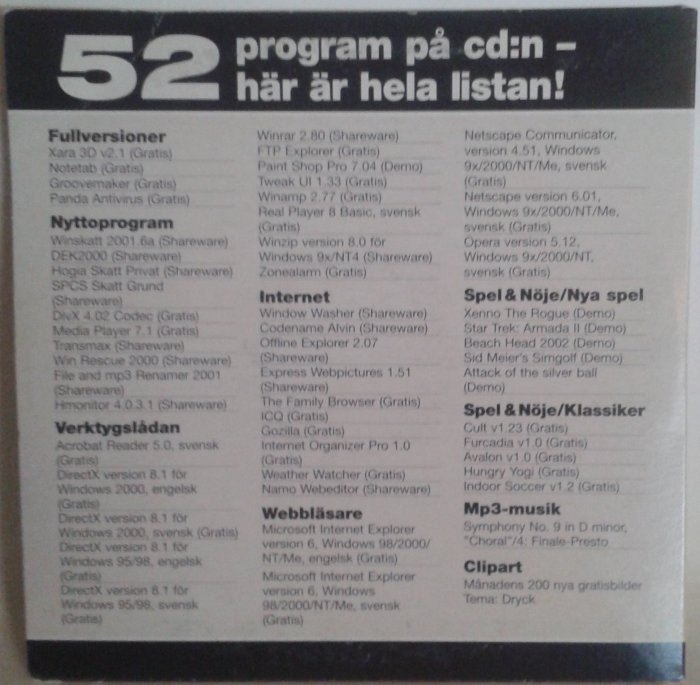 52 program på cd:n –
här är hela listan!
Fullversioner
Xara 3D v2.1 (Gratis)
Notetab (Gratis)
Groovemaker (Gratis)
Panda Antivirus (Gratis)
Nyttoprogram
Winskatt 2001.6a (Shareware)
DEK2000 (Shareware)
Hogia Skatt Privat (Shareware)
SPCS Skatt Grund
(Shareware)
DivX 4.02 Codec (Gratis)
Media Player 7.1 (Gratis)
Transmax (Shareware)
Win Rescue 2000 (Shareware)
File and mp3 Renamer 2001
(Shareware)
Hmonitor 4.0.3.1 (Shareware)
Verktygslådan
Acrobat Reader 5.0, svensk
(Gratis)
DirectX version 8.1 för
Windows 2000, engelsk
(Gratis)
DirectX version 8.1 för
Windows 2000, svensk (Gratis)
DirectX version 8.1 för
Windows 95/98, engelsk
(Gratis)
DirectX version 8.1 för
Windows 95/98, svensk
(Gratis)
Winrar 2.80 (Shareware)
FTP Explorer (Gratis)
Paint Shop Pro 7.04 (Demo)
Tweak UI 1.33 (Gratis)
Winamp 2.77 (Gratis)
Real Player 8 Basic, svensk
(Gratis)
Winzip version 8.0 för
Windows 9x/NT4 (Shareware)
Zonealarm (Gratis)
Internet
Window Washer (Shareware)
Codename Alvin (Shareware)
Offline Explorer 2.07
(Shareware)
Express Webpictures 1.51
(Shareware)
The Family Browser (Gratis)
ICQ (Gratis)
Gozilla (Gratis)
Internet Organizer Pro 1.0
(Gratis)
Weather Watcher (Gratis)
Namo Webeditor (Shareware)
Webbläsare
Microsoft Internet Explorer
version 6, Windows 98/2000/
NT/Me, engelsk (Gratis)
Microsoft Internet Explorer
version 6, Windows
98/2000/NT/Me, svensk
(Gratis)
Netscape Communicator,
version 4.51, Windows
9x/2000/NT/Me, svensk
(Gratis)
Netscape version 6.01,
Windows 9x/2000/NT/Me,
svensk (Gratis)
Opera version 5.12,
Windows 9x/2000/NT,
svensk (Gratis)
Spel & Nöje/Nya spel
Xenno The Rogue (Demo)
Star Trek: Armada II (Demo)
Beach Head 2002 (Demo)
Sid Meier's Simgolf (Demo)
Attack of the silver ball
(Demo)
Spel & Nöje/Klassiker
Cult v1.23 (Gratis)
Furcadia v1.0 (Gratis)
Avalon v1.0 (Gratis)
Hungry Yogi (Gratis)
Indoor Soccer v1.2 (Gratis)
Mp3-musik
Symphony No. 9 in D minor,
"Choral"/4: Finale-Presto
Clipart
Månadens 200 nya gratisbilder
Tema: Dryck